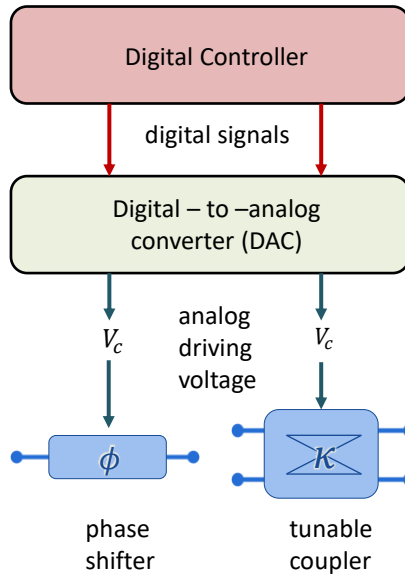 Digital Controller
digital signals
Digital – to –analog
converter (DAC)
V_c
analog
driving
voltage
V_c
ϕ
κ
phase
shifter
tunable
coupler